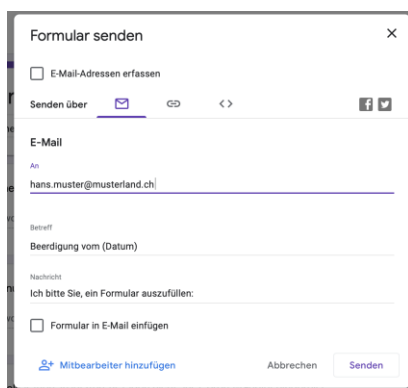 Formular senden
E-Mail-Adressen erfassen
Senden über
E-Mail
An
hans.muster@musterland.ch
Betreff
Beerdigung vom (Datum)
Nachricht
Ich bitte Sie, ein Formular auszufüllen:
Formular in E-Mail einfügen
Mitbearbeiter hinzufügen
Abbrechen
Senden